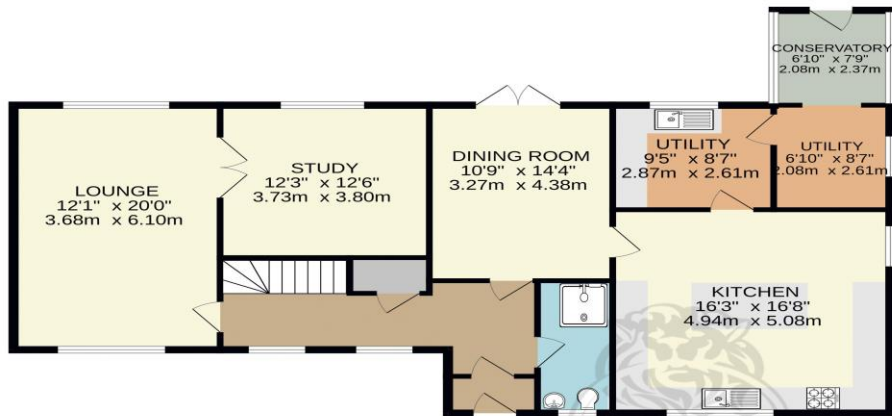 CONSERVATORY
6'10" x 7'9"
2.08m x 2.37m
LOUNGE
12'1" x 20'0"
3.68m x 6.10m
STUDY
12'3" x 12'6"
3.73m x 3.80m
DINING ROOM
10'9" x 14'4"
3.27m x 4.38m
UTILITY
9'5" x 8'7"
2.87m x 2.61m
UTILITY
6'10" x 8'7"
2.08m x 2.61m
KITCHEN
16'3" x 16'8"
4.94m x 5.08m